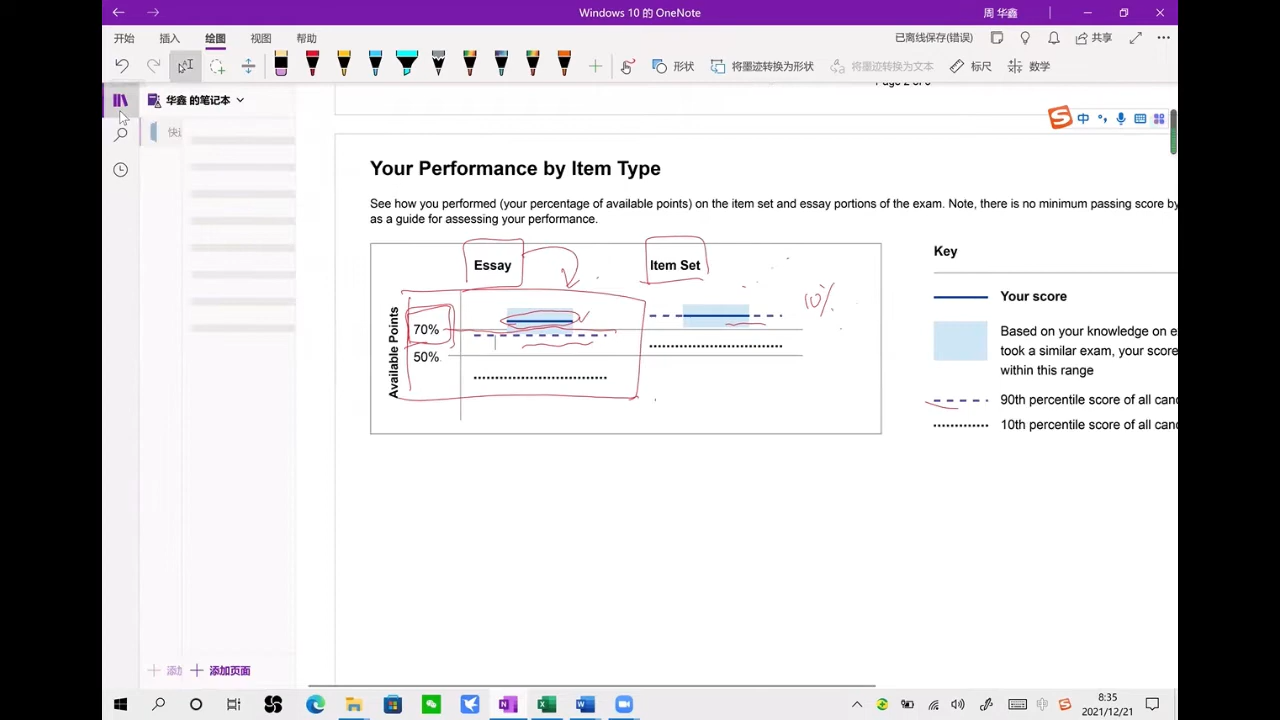 Windows 10 的 OneNote
周 华鑫
开始 插入 绘图 视图 帮助
已离线保存(错误)
共享
形状
将墨迹转换为形状
将墨迹转换为文本
标尺
数学
华鑫 的笔记本
快速
中
Your Performance by Item Type
See how you performed (your percentage of available points) on the item set and essay portions of the exam. Note, there is no minimum passing score by
as a guide for assessing your performance.
Essay
Item Set
Available Points
70%
50%
10%
Key
Your score
Based on your knowledge on e
took a similar exam, your score
within this range
90th percentile score of all can
10th percentile score of all can
添加页面
中
8:35
2021/12/21